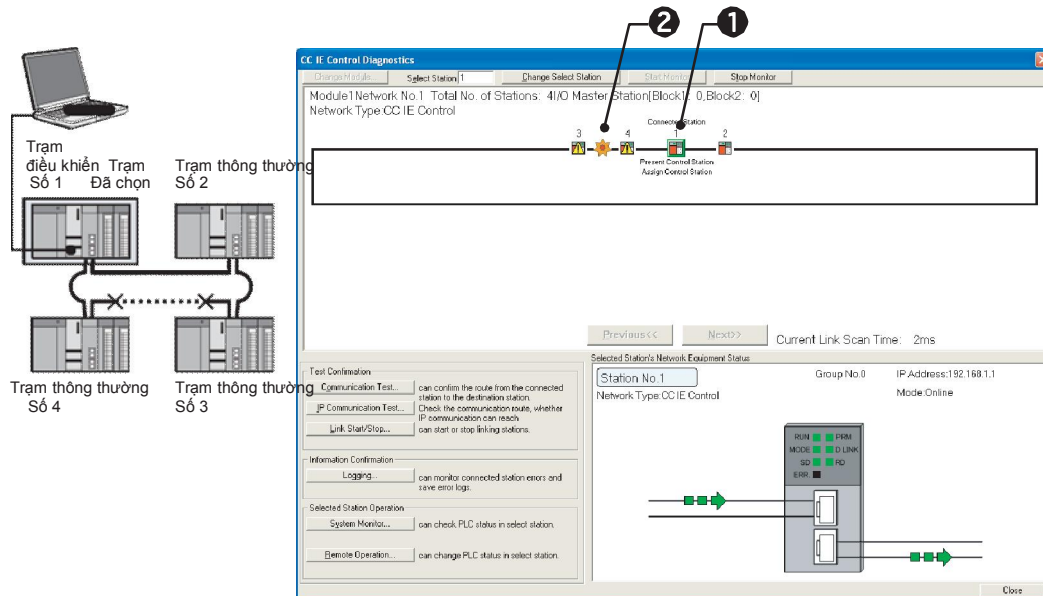 ❷ ❶
CC IE Control Diagnostics
Change Module... Select Station 1 Change Select Station Start Monitor Stop Monitor
Module1 Network No.1 Total No. of Stations: 4 I/O Master Station[Block1: 0,Block2: 0]
Network Type:CC IE Control
Connected Station
3 4 1 2
Present Control Station
Assign Control Station
Trạm
điều khiển Trạm
Số 1 Đã chọn
Trạm thông thường
Số 2
Trạm thông thường
Số 4
Trạm thông thường
Số 3
Previous<< Next>> Current Link Scan Time: 2ms
Test Confirmation
Communication Test... can confirm the route from the connected
station to the destination station.
IP Communication Test... Check the communication route, whether
IP communication can reach
Link Start/Stop... can start or stop linking stations.
Information Confirmation
Logging... can monitor connected station errors and
save error logs.
Selected Station Operation
System Monitor... can check PLC status in select station.
Remote Operation... can change PLC status in select station.
Selected Station's Network Equipment Status
Station No.1 Group No.0 IP Address:192.168.1.1
Network Type:CC IE Control Mode:Online
RUN PRM
MODE D LINK
SD RD
ERR.
Close